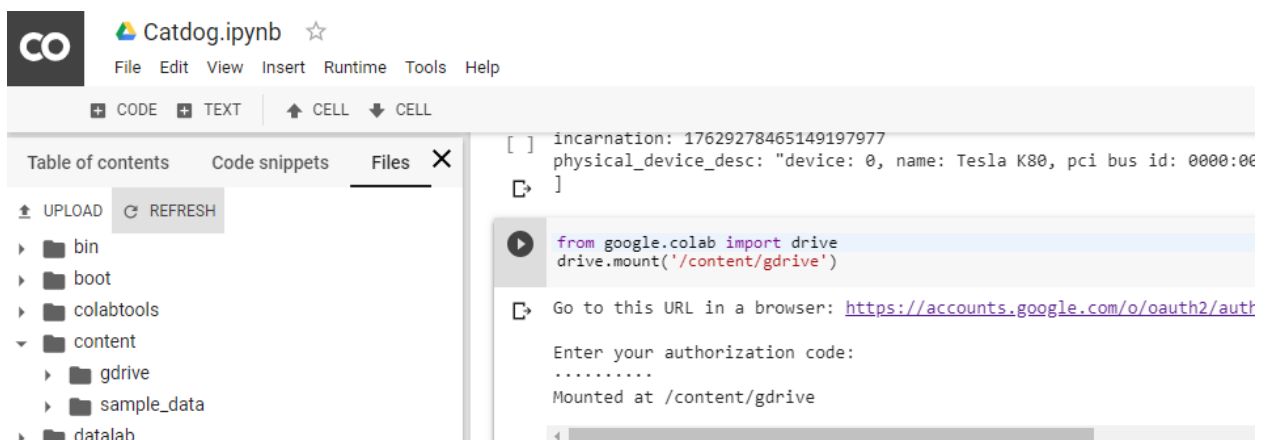 CO
Catdog.ipynb
File Edit View Insert Runtime Tools Help
CODE TEXT CELL CELL
Table of contents Code snippets Files
UPLOAD REFRESH
bin
boot
colabtools
content
gdrive
sample_data
datalab
[ ] incarnation: 17629278465149197977
physical_device_desc: "device: 0, name: Tesla K80, pci bus id: 0000:00
]
from google.colab import drive
drive.mount('/content/gdrive')
Go to this URL in a browser: https://accounts.google.com/o/oauth2/auth
Enter your authorization code:
··········
Mounted at /content/gdrive